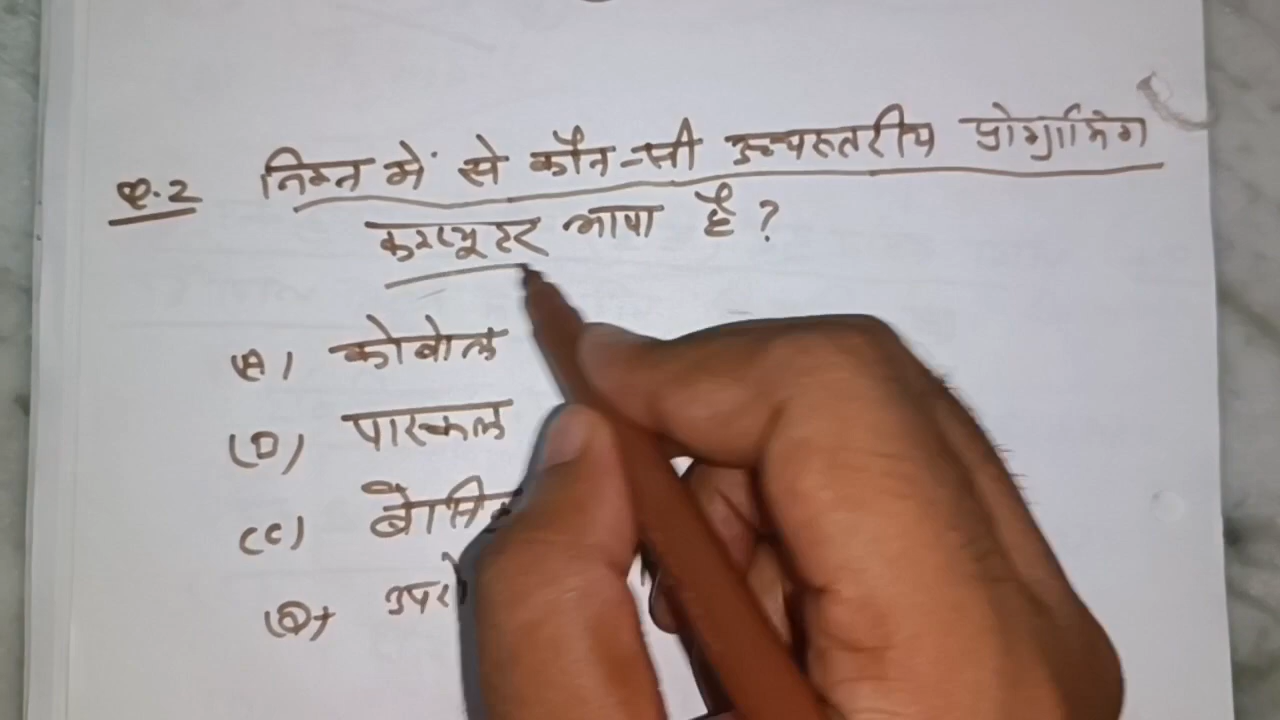 Q.2 निम्न में से कौन-सी उच्चस्तरीय प्रोग्रामिंग
कम्प्यूटर भाषा है ?
(A) कोबोल
(D) पास्कल
(C)